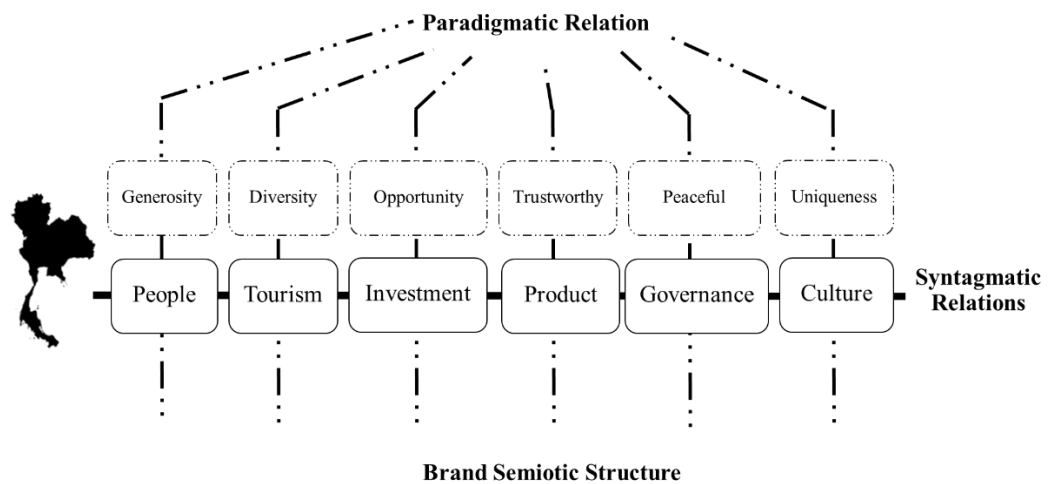 Paradigmatic Relation
Generosity
Diversity
Opportunity
Trustworthy
Peaceful
Uniqueness
People
Tourism
Investment
Product
Governance
Culture
Syntagmatic
Relations
Brand Semiotic Structure